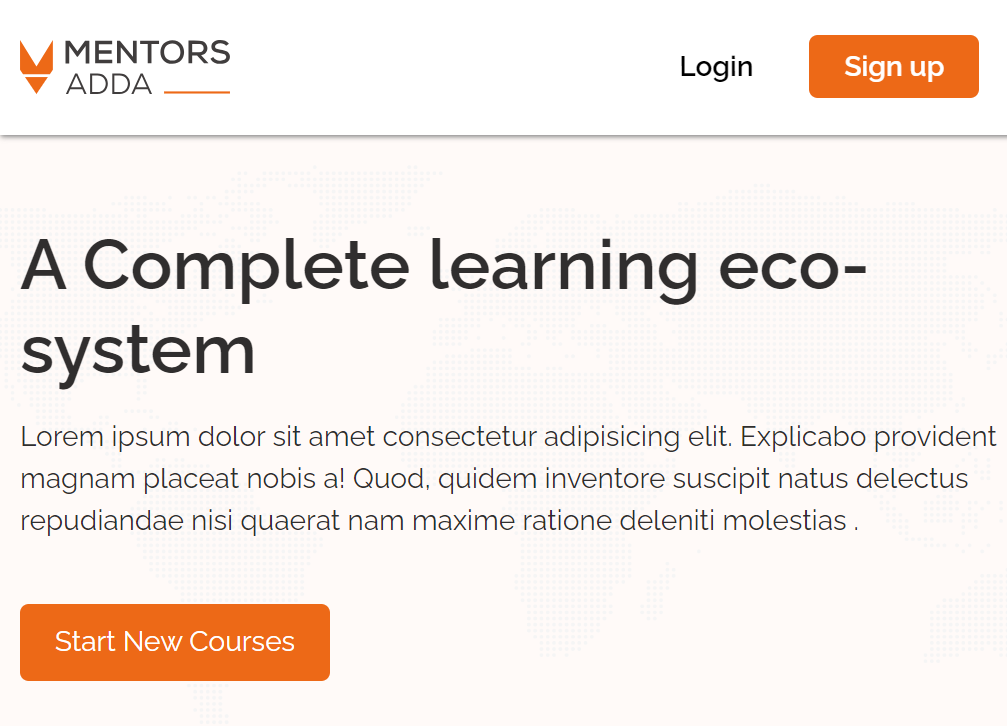 MENTORS
ADDA
Login
Sign up
A Complete learning eco-
system
Lorem ipsum dolor sit amet consectetur adipisicing elit. Explicabo provident
magnam placeat nobis a! Quod, quidem inventore suscipit natus delectus
repudiandae nisi quaerat nam maxime ratione deleniti molestias .
Start New Courses